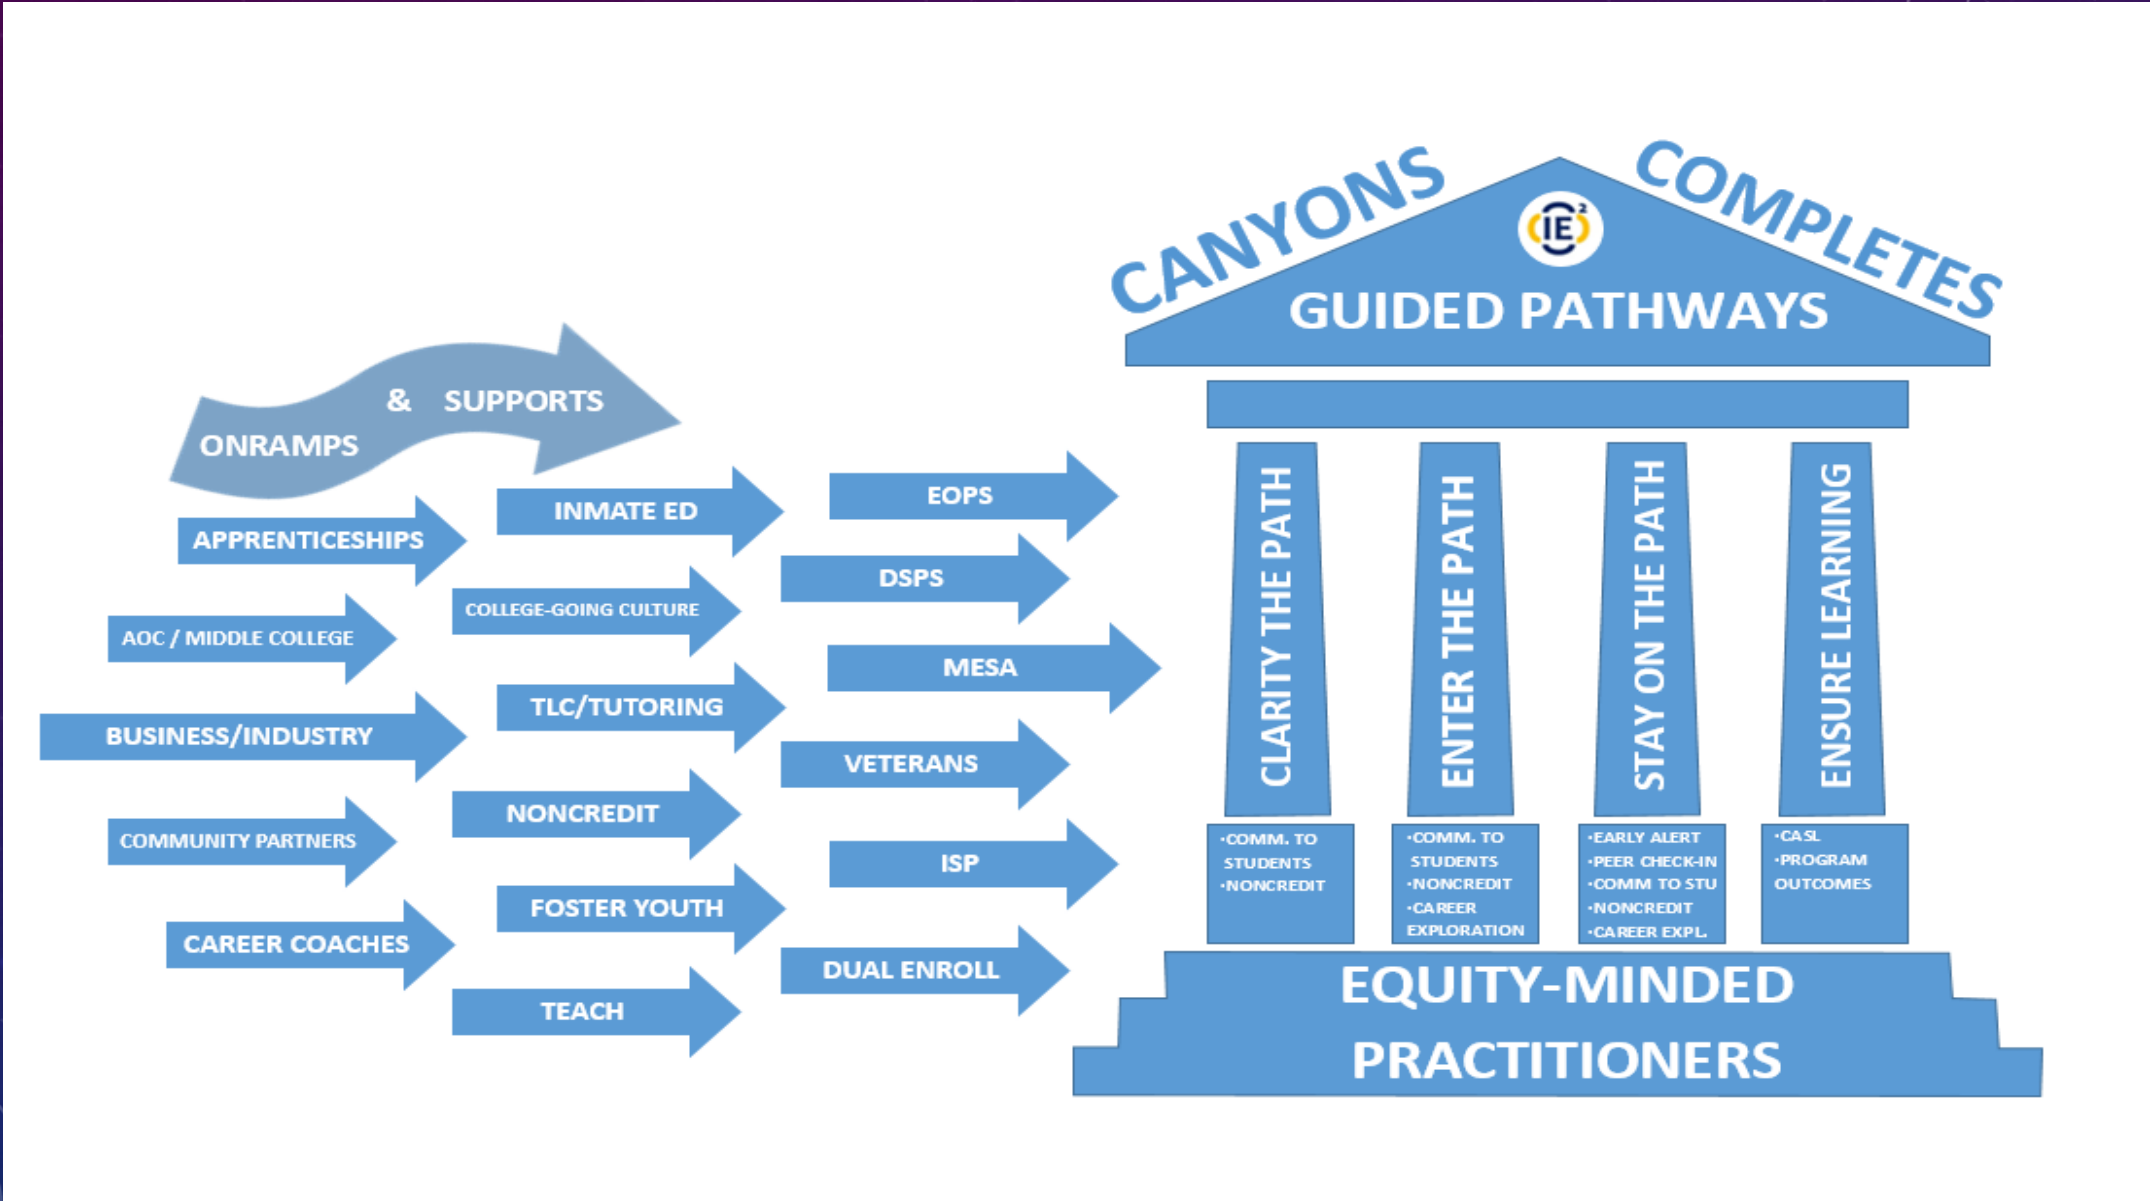 CANYONS
COMPLETES
IE²
GUIDED PATHWAYS
ONRAMPS & SUPPORTS
APPRENTICESHIPS
AOC / MIDDLE COLLEGE
BUSINESS/INDUSTRY
COMMUNITY PARTNERS
CAREER COACHES
INMATE ED
COLLEGE-GOING CULTURE
TLC/TUTORING
NONCREDIT
FOSTER YOUTH
TEACH
EOPS
DSPS
MESA
VETERANS
ISP
DUAL ENROLL
CLARITY THE PATH
ENTER THE PATH
STAY ON THE PATH
ENSURE LEARNING
·COMM. TO
STUDENTS
·NONCREDIT
·COMM. TO
STUDENTS
·NONCREDIT
·CAREER
EXPLORATION
·EARLY ALERT
·PEER CHECK-IN
·COMM TO STU
·NONCREDIT
·CAREER EXPL.
·CASL
·PROGRAM
OUTCOMES
EQUITY-MINDED
PRACTITIONERS